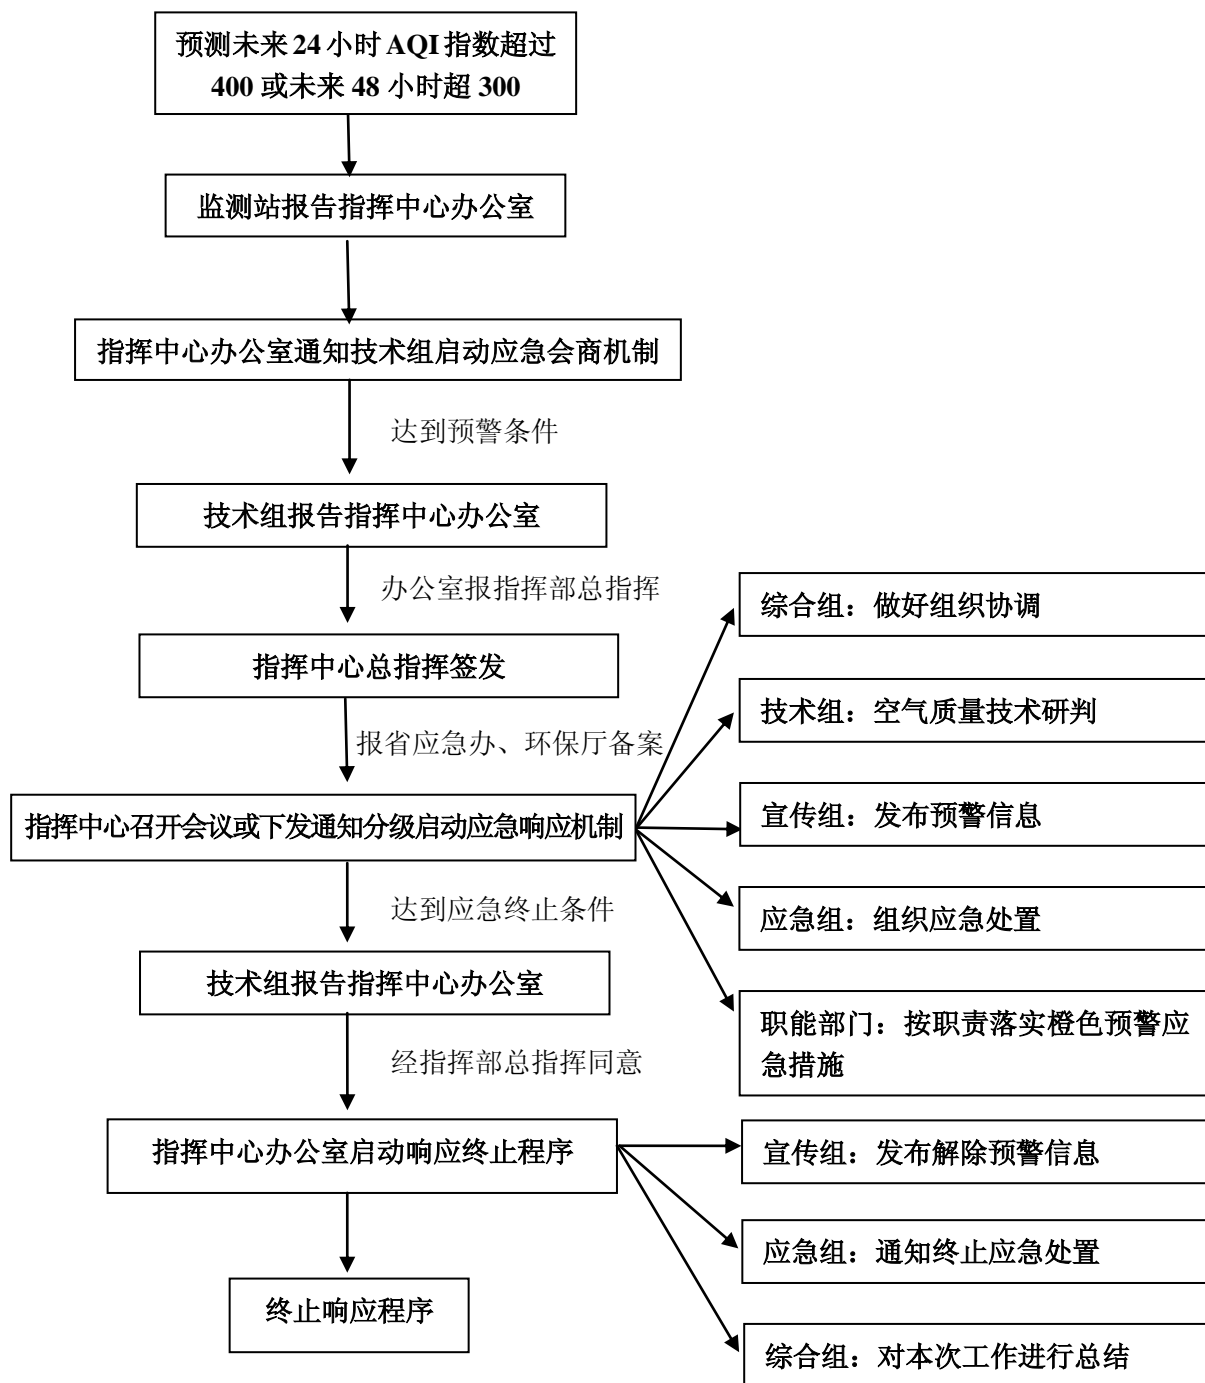 预测未来 24 小时 AQI 指数超过
400 或未来 48 小时超 300
监测站报告指挥中心办公室
指挥中心办公室通知技术组启动应急会商机制
达到预警条件
技术组报告指挥中心办公室
办公室报指挥部总指挥
指挥中心总指挥签发
报省应急办、环保厅备案
指挥中心召开会议或下发通知分级启动应急响应机制
综合组：做好组织协调
技术组：空气质量技术研判
宣传组：发布预警信息
应急组：组织应急处置
职能部门：按职责落实橙色预警应
急措施
达到应急终止条件
技术组报告指挥中心办公室
经指挥部总指挥同意
指挥中心办公室启动响应终止程序
宣传组：发布解除预警信息
应急组：通知终止应急处置
综合组：对本次工作进行总结
终止响应程序